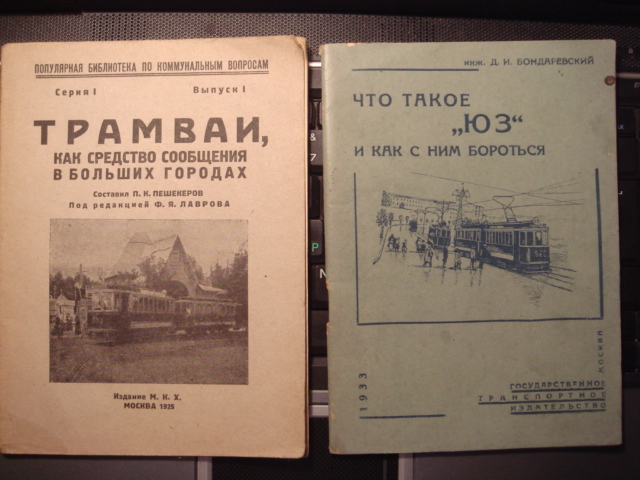 ПОПУЛЯРНАЯ БИБЛИОТЕКА ПО КОММУНАЛЬНЫМ ВОПРОСАМ
Серия I Выпуск I
ТРАМВАИ,
КАК СРЕДСТВО СООБЩЕНИЯ
В БОЛЬШИХ ГОРОДАХ
Составил П. К. ПЕШЕКЕРОВ
Под редакцией Ф. Я. ЛАВРОВА
Издание М. К. Х.
МОСКВА 1925
инж. Д. И. БОНДАРЕВСКИЙ
ЧТО ТАКОЕ
„ЮЗ“
И КАК С НИМ БОРОТЬСЯ
1933
МОСКВА
ГОСУДАРСТВЕННОЕ
ТРАНСПОРТНОЕ
ИЗДАТЕЛЬСТВО
&
7
P
N